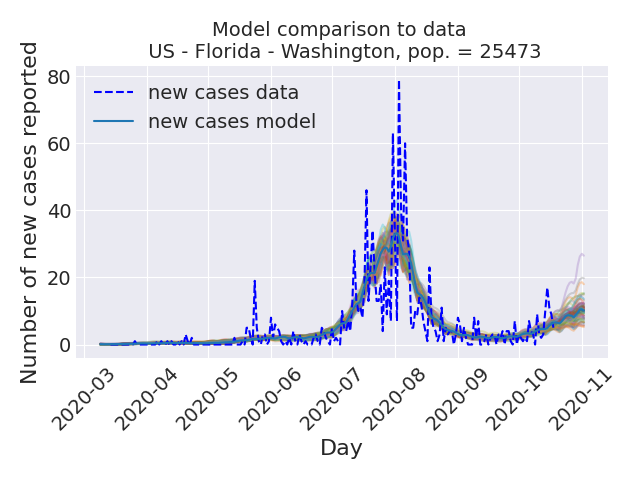 Model comparison to data
US - Florida - Washington, pop. = 25473
new cases data
new cases model
Number of new cases reported
80
60
40
20
0
2020-03
2020-04
2020-05
2020-06
2020-07
2020-08
2020-09
2020-10
2020-11
Day